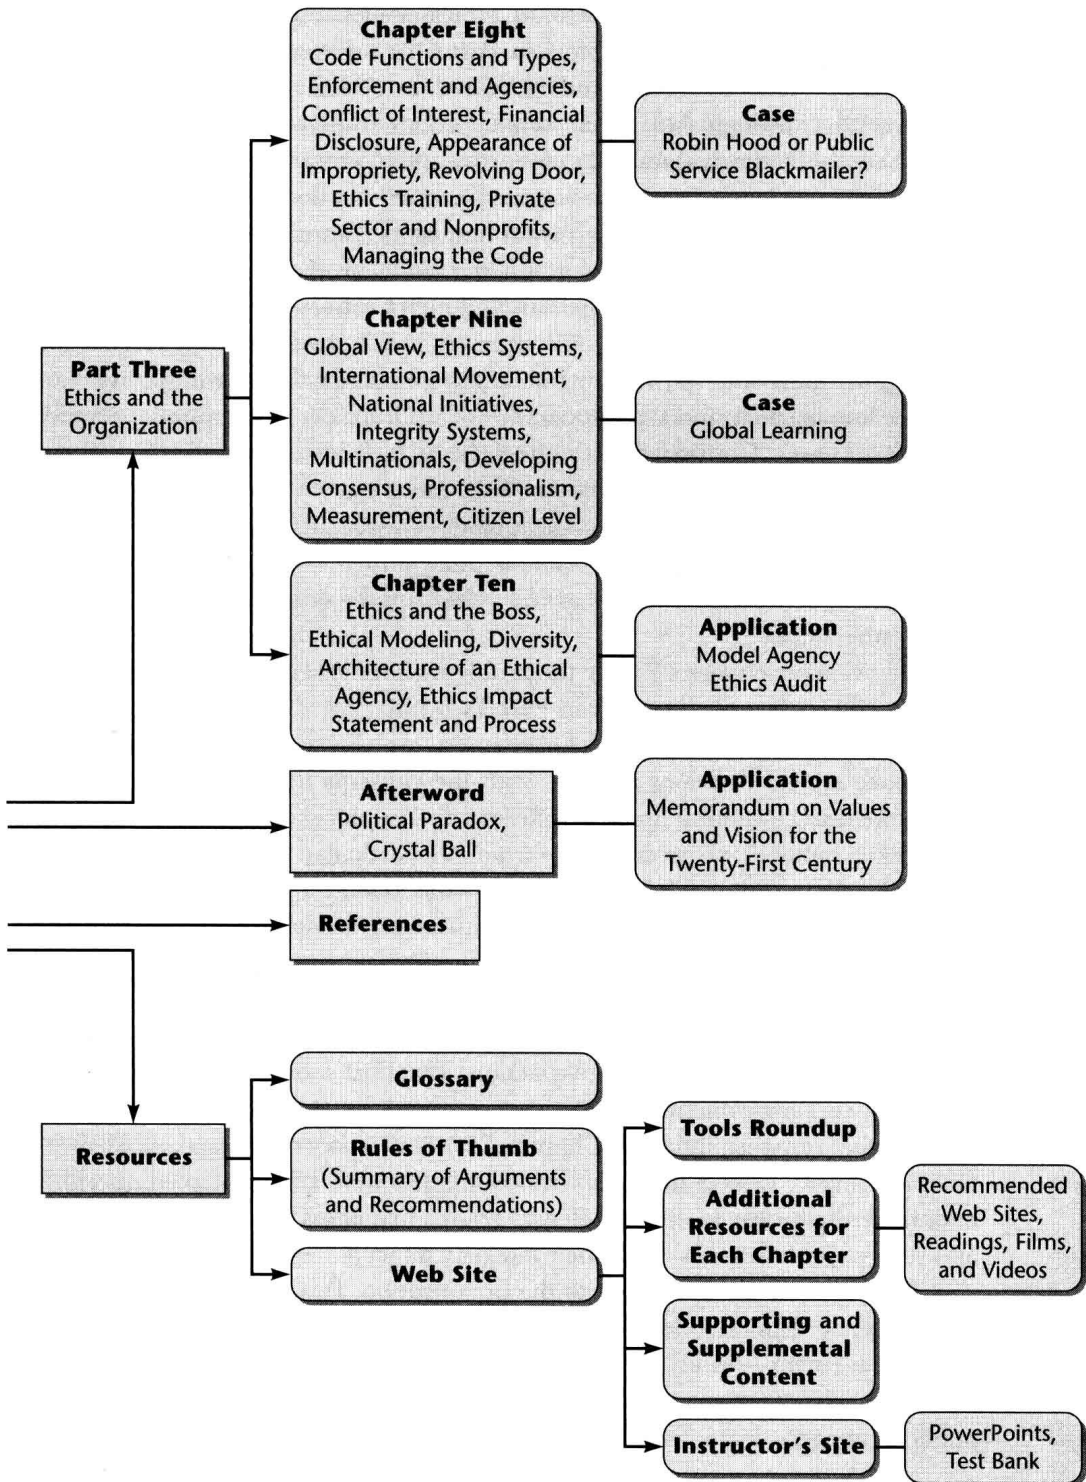 Chapter Eight
Code Functions and Types,
Enforcement and Agencies,
Conflict of Interest, Financial
Disclosure, Appearance of
Impropriety, Revolving Door,
Ethics Training, Private
Sector and Nonprofits,
Managing the Code
Case
Robin Hood or Public
Service Blackmailer?
Part Three
Ethics and the
Organization
Chapter Nine
Global View, Ethics Systems,
International Movement,
National Initiatives,
Integrity Systems,
Multinationals, Developing
Consensus, Professionalism,
Measurement, Citizen Level
Case
Global Learning
Chapter Ten
Ethics and the Boss,
Ethical Modeling, Diversity,
Architecture of an Ethical
Agency, Ethics Impact
Statement and Process
Application
Model Agency
Ethics Audit
Afterword
Political Paradox,
Crystal Ball
Application
Memorandum on Values
and Vision for the
Twenty-First Century
References
Resources
Glossary
Rules of Thumb
(Summary of Arguments
and Recommendations)
Web Site
Tools Roundup
Additional
Resources for
Each Chapter
Recommended
Web Sites,
Readings, Films,
and Videos
Supporting and
Supplemental
Content
Instructor's Site
PowerPoints,
Test Bank